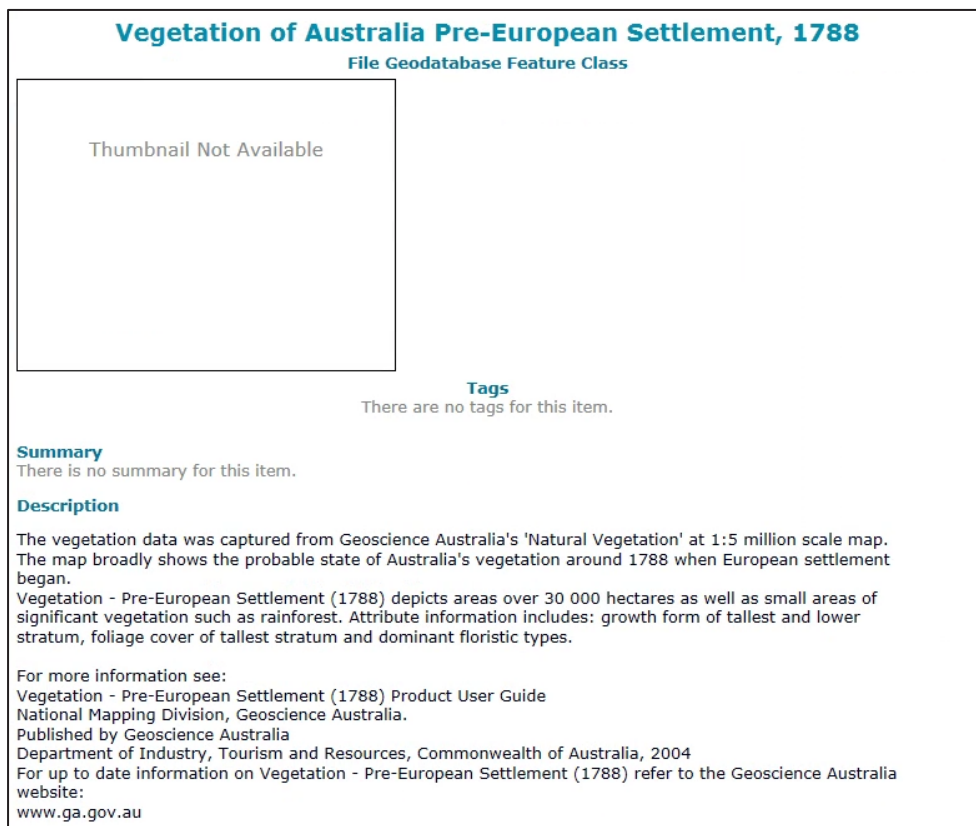 Vegetation of Australia Pre-European Settlement, 1788
File Geodatabase Feature Class
Thumbnail Not Available
Tags
There are no tags for this item.
Summary
There is no summary for this item.
Description
The vegetation data was captured from Geoscience Australia's 'Natural Vegetation' at 1:5 million scale map.
The map broadly shows the probable state of Australia's vegetation around 1788 when European settlement
began.
Vegetation - Pre-European Settlement (1788) depicts areas over 30 000 hectares as well as small areas of
significant vegetation such as rainforest. Attribute information includes: growth form of tallest and lower
stratum, foliage cover of tallest stratum and dominant floristic types.
For more information see:
Vegetation - Pre-European Settlement (1788) Product User Guide
National Mapping Division, Geoscience Australia.
Published by Geoscience Australia
Department of Industry, Tourism and Resources, Commonwealth of Australia, 2004
For up to date information on Vegetation - Pre-European Settlement (1788) refer to the Geoscience Australia
website:
www.ga.gov.au